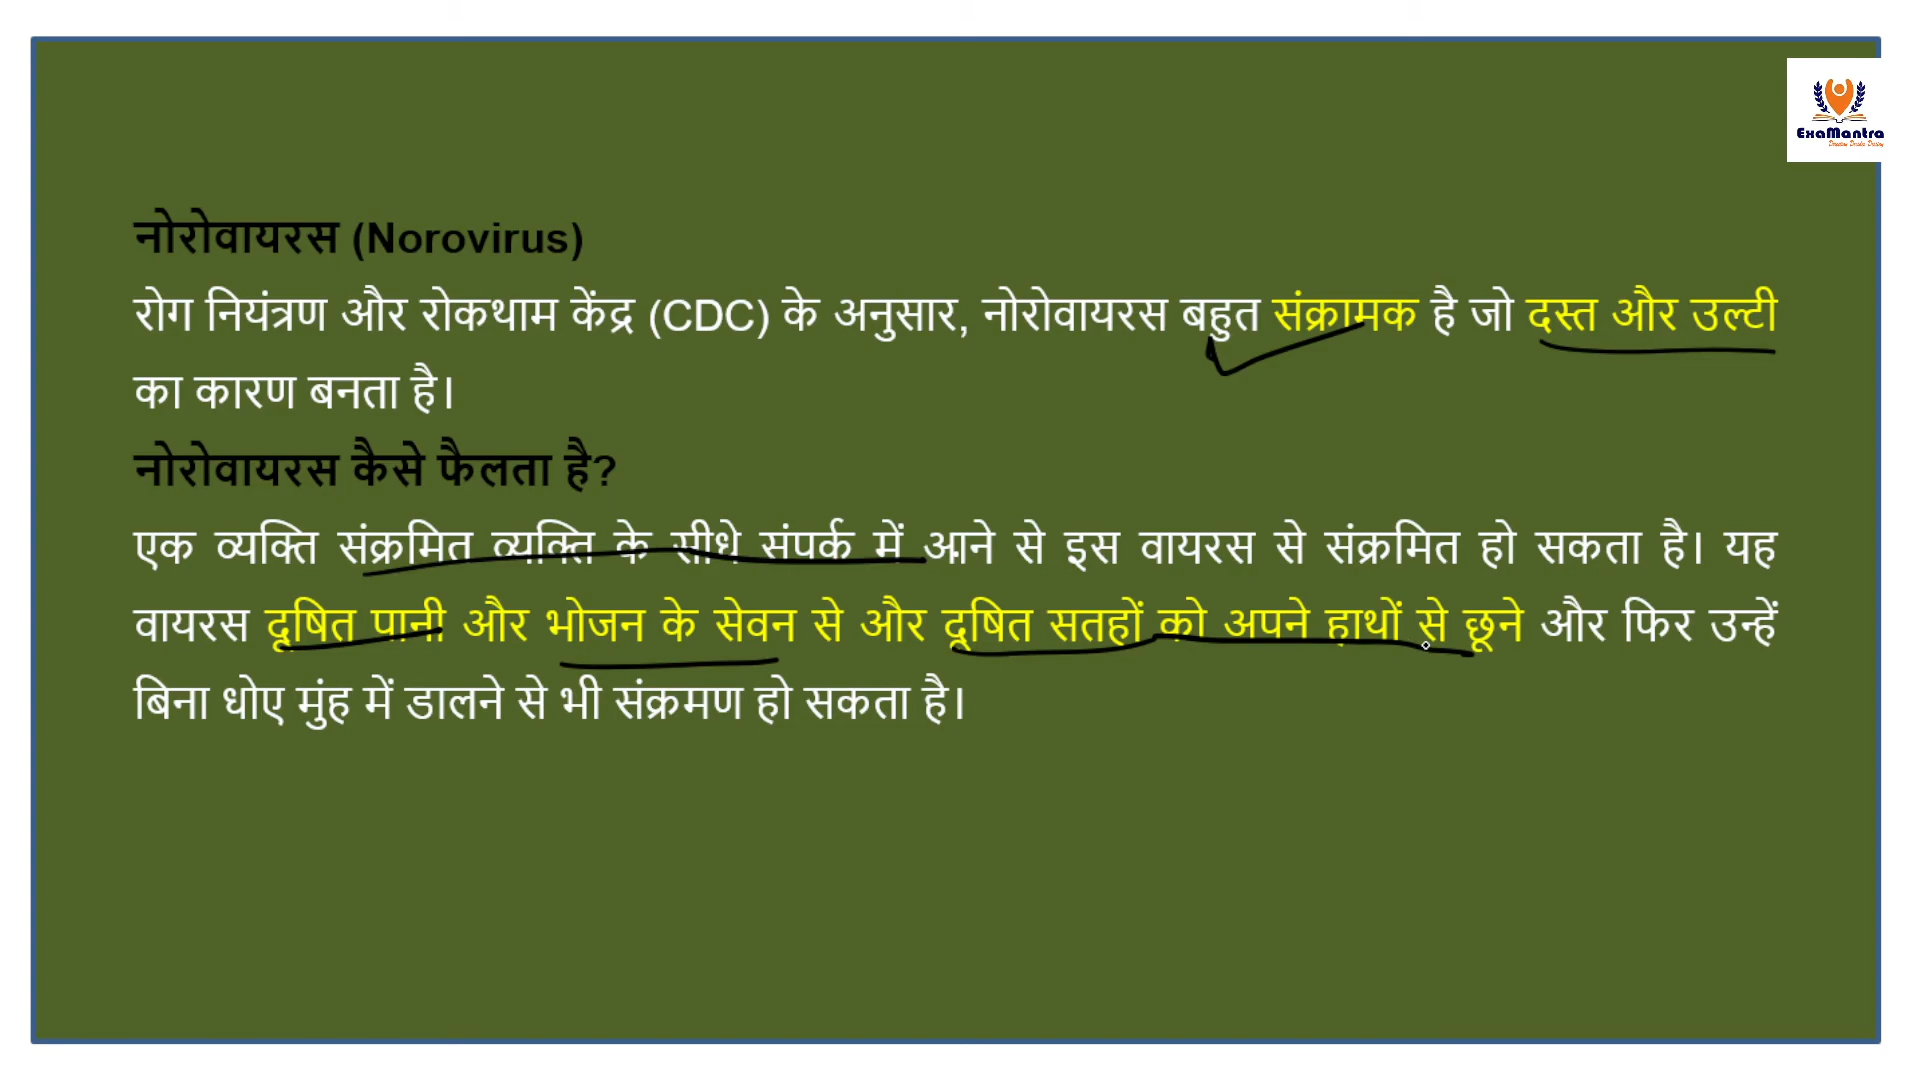 ExaMantra
नोरोवायरस (Norovirus)
रोग नियंत्रण और रोकथाम केंद्र (CDC) के अनुसार, नोरोवायरस बहुत संक्रामक है जो दस्त और उल्टी
का कारण बनता है।
नोरोवायरस कैसे फैलता है?
एक व्यक्ति संक्रमित व्यक्ति के सीधे संपर्क में आने से इस वायरस से संक्रमित हो सकता है। यह
वायरस दूषित पानी और भोजन के सेवन से और दूषित सतहों को अपने हाथों से छूने और फिर उन्हें
बिना धोए मुंह में डालने से भी संक्रमण हो सकता है।